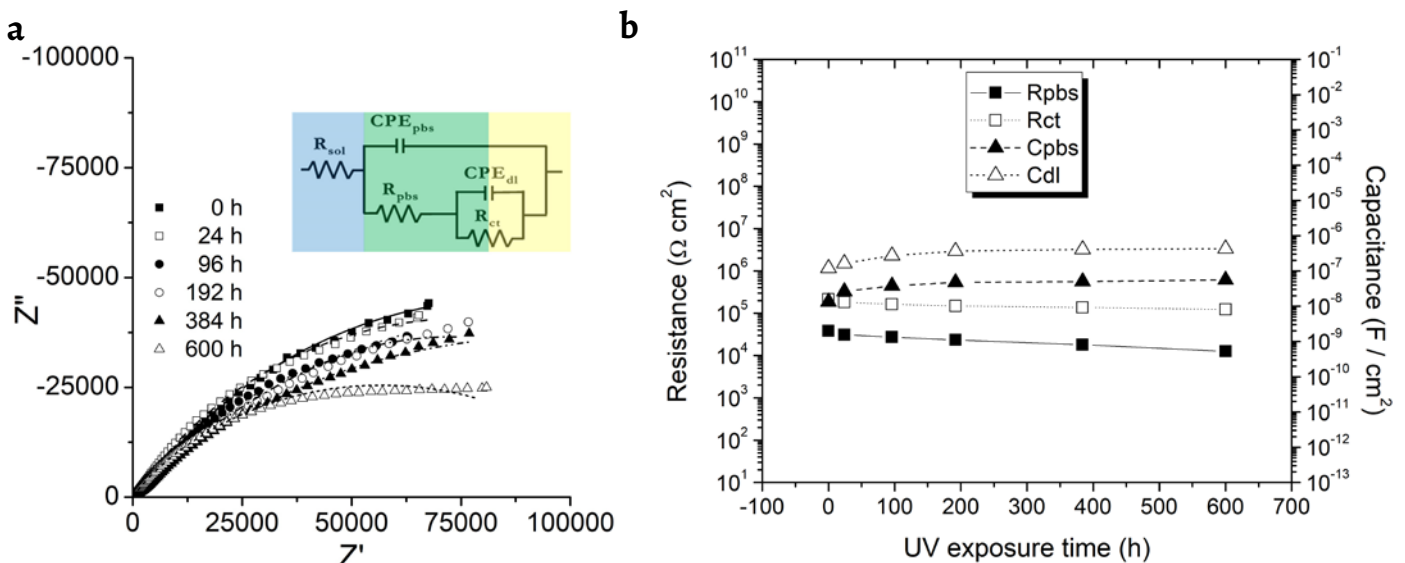 a
-100000
-75000
-50000
-25000
0
Z"
0
25000
50000
75000
100000
Z'
0 h
24 h
96 h
192 h
384 h
600 h
R_sol
CPE_pbs
R_pbs
CPE_dl
R_ct
b
10^11
10^10
10^9
10^8
10^7
10^6
10^5
10^4
10^3
10^2
10^1
Resistance (Ω cm^2)
Rpbs
Rct
Cpbs
Cdl
10^-1
10^-2
10^-3
10^-4
10^-5
10^-6
10^-7
10^-8
10^-9
10^-10
10^-11
10^-12
10^-13
Capacitance (F / cm^2)
-100
0
100
200
300
400
500
600
700
UV exposure time (h)